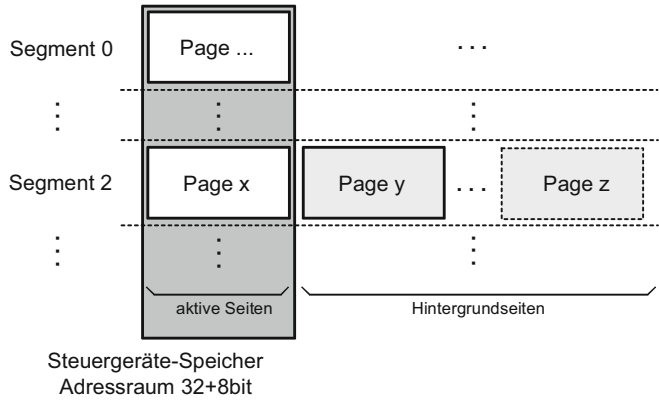 Segment 0
Page ...
. . .
Segment 2
Page x
Page y
. . .
Page z
aktive Seiten
Hintergrundseiten
Steuergeräte-Speicher
Adressraum 32+8bit